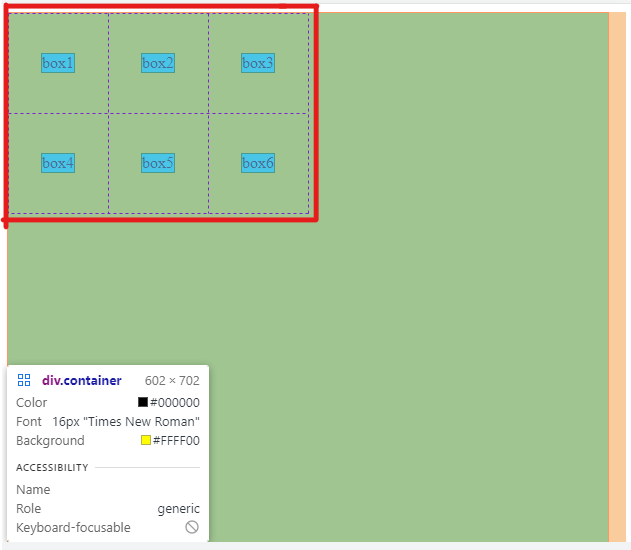 box1 box2 box3
box4 box5 box6
div.container 602 × 702
Color #000000
Font 16px "Times New Roman"
Background #FFFF00
ACCESSIBILITY
Name
Role generic
Keyboard-focusable